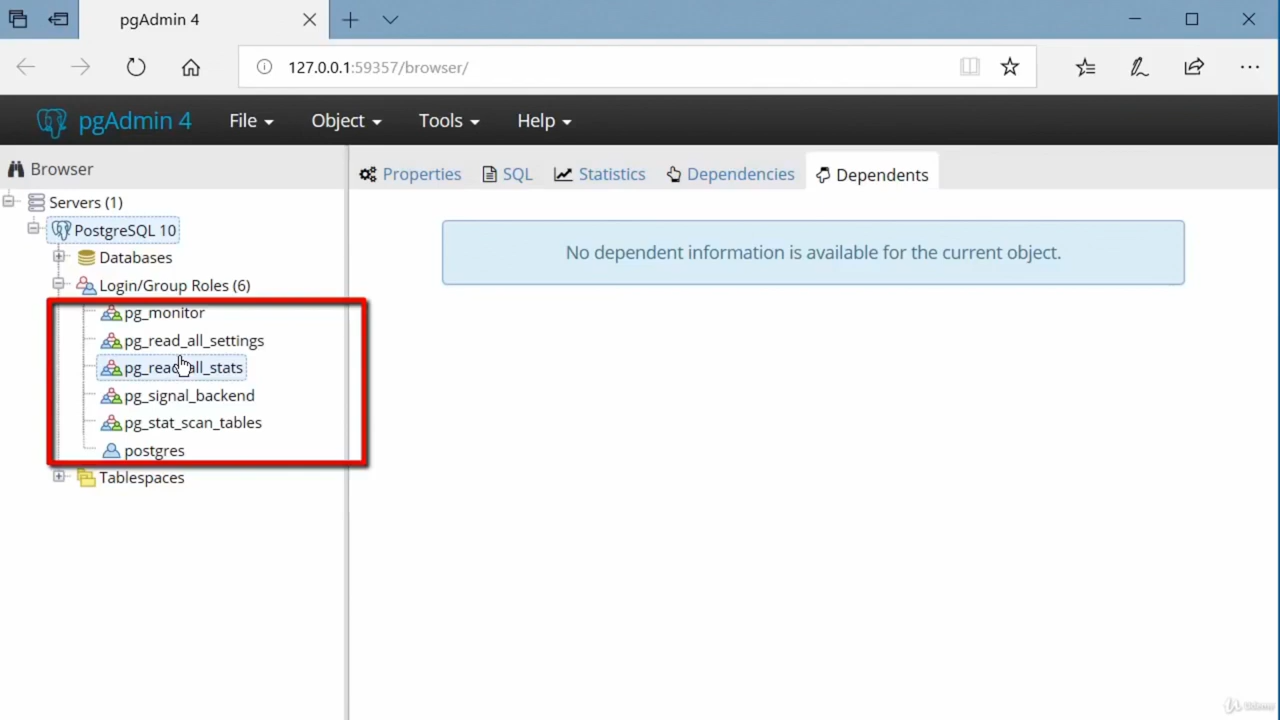 pgAdmin 4
127.0.0.1:59357/browser/
pgAdmin 4 File Object Tools Help
Browser
Properties SQL Statistics Dependencies Dependents
Servers (1)
PostgreSQL 10
Databases
Login/Group Roles (6)
pg_monitor
pg_read_all_settings
pg_read_all_stats
pg_signal_backend
pg_stat_scan_tables
postgres
Tablespaces
No dependent information is available for the current object.
Udemy